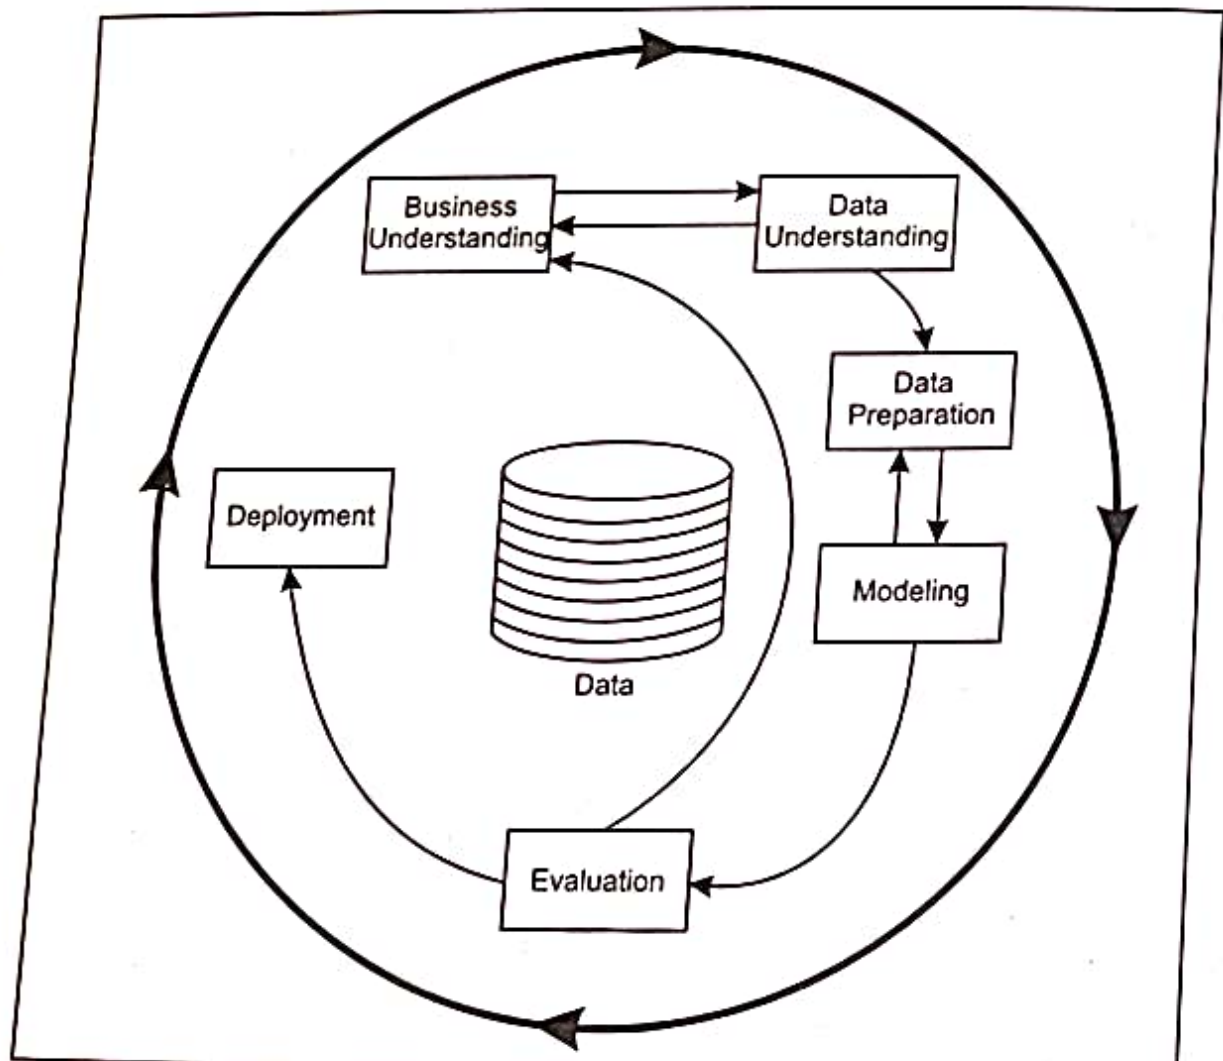 Business
Understanding
Data
Understanding
Data
Preparation
Deployment
Modeling
Data
Evaluation